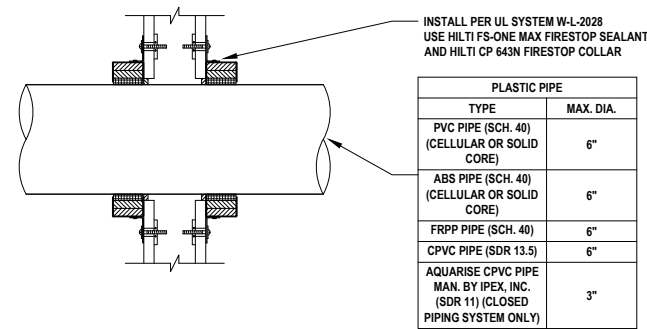 INSTALL PER UL SYSTEM W-L-2028
USE HILTI FS-ONE MAX FIRESTOP SEALANT
AND HILTI CP 643N FIRESTOP COLLAR
PLASTIC PIPE
TYPE MAX. DIA.
PVC PIPE (SCH. 40)
(CELLULAR OR SOLID
CORE)
6"
ABS PIPE (SCH. 40)
(CELLULAR OR SOLID
CORE)
6"
FRPP PIPE (SCH. 40) 6"
CPVC PIPE (SDR 13.5) 6"
AQUARISE CPVC PIPE
MAN. BY IPEX, INC.
(SDR 11) (CLOSED
PIPING SYSTEM ONLY)
3"